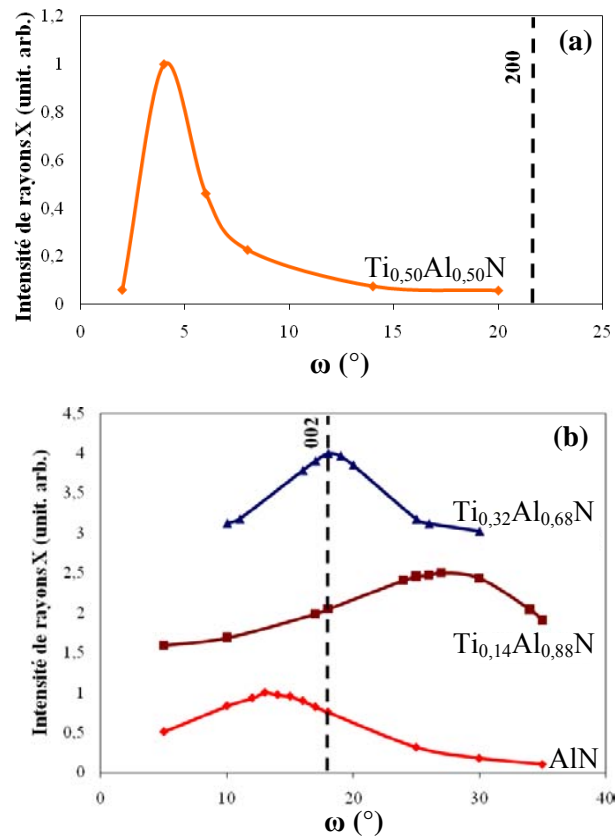 1,2
1
0,8
0,6
0,4
0,2
0
Intensité de rayons X (unit. arb.)
(a)
200
Ti0,50Al0,50N
0 5 10 15 20 25
ω (°)
4,5
4
3,5
3
2,5
2
1,5
1
0,5
0
Intensité de rayons X (unit. arb.)
002
(b)
Ti0,32Al0,68N
Ti0,14Al0,88N
AlN
0 10 20 30 40
ω (°)